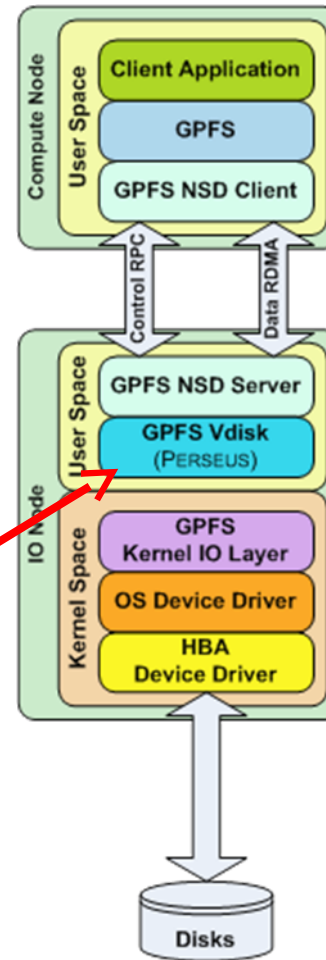 Compute Node
User Space
Client Application
GPFS
GPFS NSD Client
Control RPC
Data RDMA
IO Node
User Space
GPFS NSD Server
GPFS Vdisk
(PERSEUS)
Kernel Space
GPFS
Kernel IO Layer
OS Device Driver
HBA
Device Driver
Disks